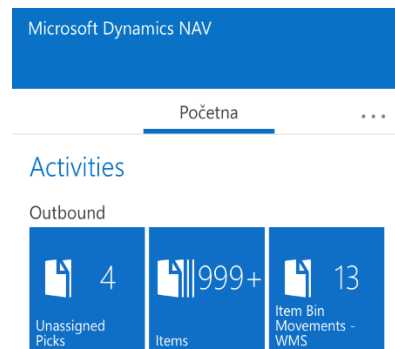 Microsoft Dynamics NAV
Početna
...
Activities
Outbound
4
999+
13
Unassigned
Picks
Items
Item Bin
Movements -
WMS